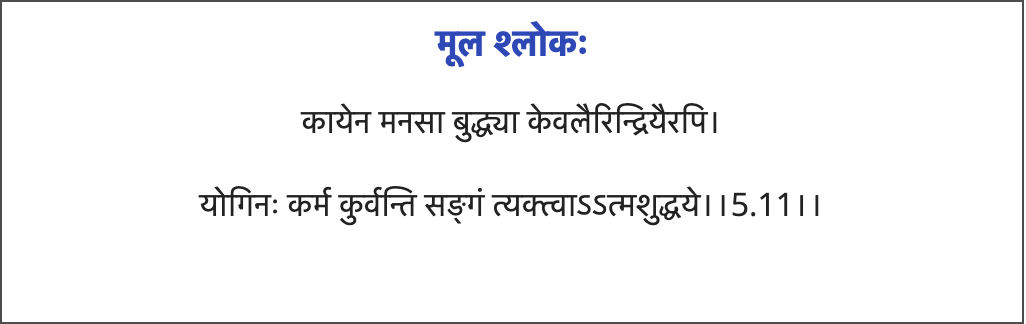 मूल श्लोकः
कायेन मनसा बुद्ध्या केवलैरिन्द्रियैरपि।
योगिनः कर्म कुर्वन्ति सङ्गं त्यक्त्वाऽऽत्मशुद्धये।।5.11।।